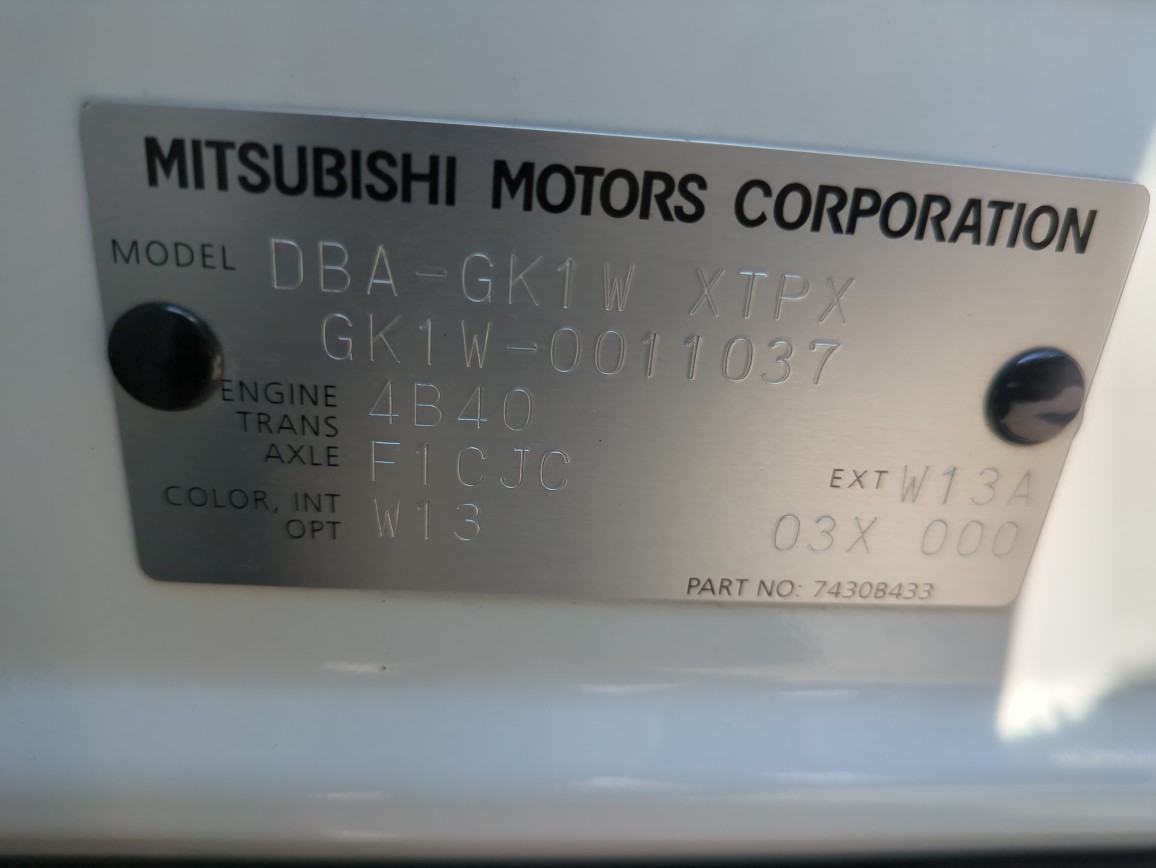 MITSUBISHI MOTORS CORPORATION
MODEL DBA-GK1W XTPX
GK1W-0011037
ENGINE 4B40
TRANS
AXLE F1CJC
EXT W13A
COLOR, INT W13
OPT 03X 000
PART NO: 7430B433